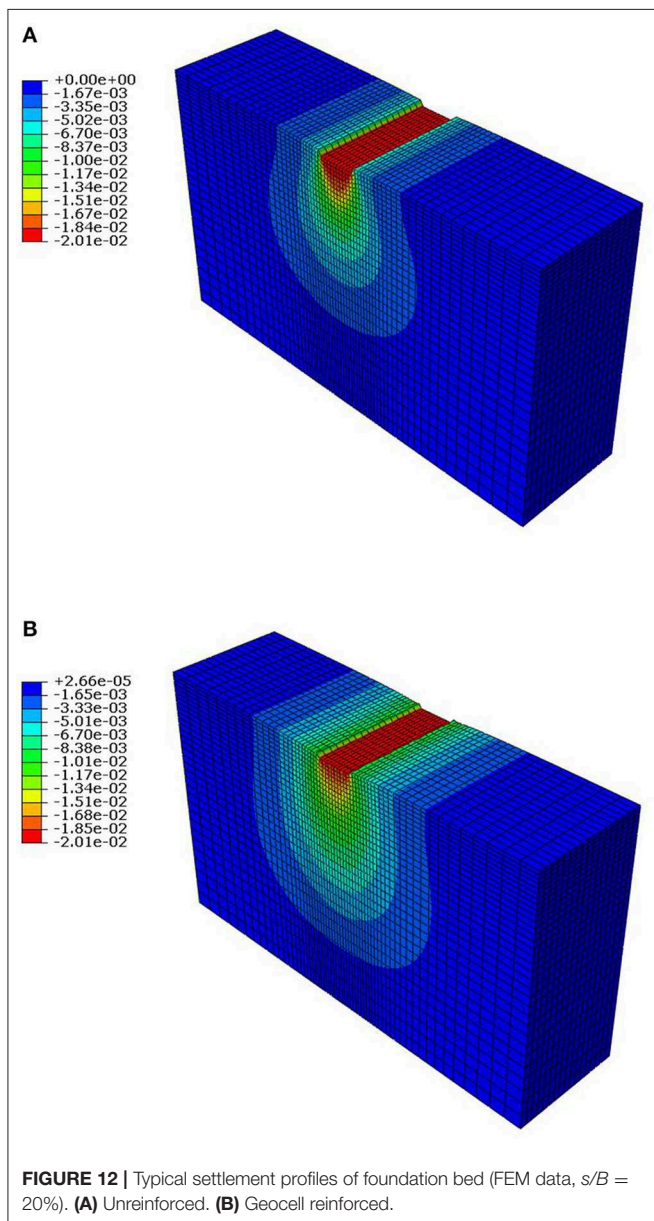 A
+0.00e+00
-1.67e-03
-3.35e-03
-5.02e-03
-6.70e-03
-8.37e-03
-1.00e-02
-1.17e-02
-1.34e-02
-1.51e-02
-1.67e-02
-1.84e-02
-2.01e-02
B
+2.66e-05
-1.65e-03
-3.33e-03
-5.01e-03
-6.70e-03
-8.38e-03
-1.01e-02
-1.17e-02
-1.34e-02
-1.51e-02
-1.68e-02
-1.85e-02
-2.01e-02
FIGURE 12 | Typical settlement profiles of foundation bed (FEM data, s/B =
20%). (A) Unreinforced. (B) Geocell reinforced.